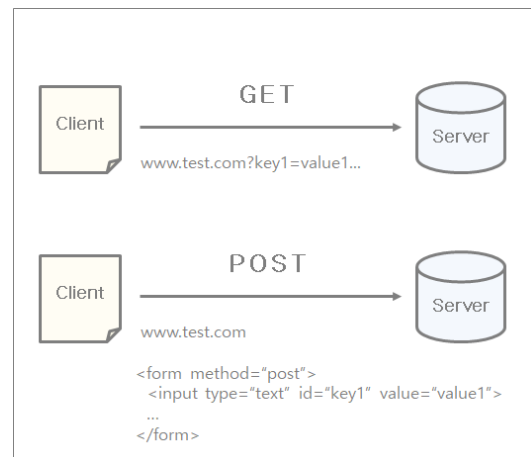 GET
Client
Server
www.test.com?key1=value1...
POST
Client
Server
www.test.com
<form method="post">
<input type="text" id="key1" value="value1">
...
</form>